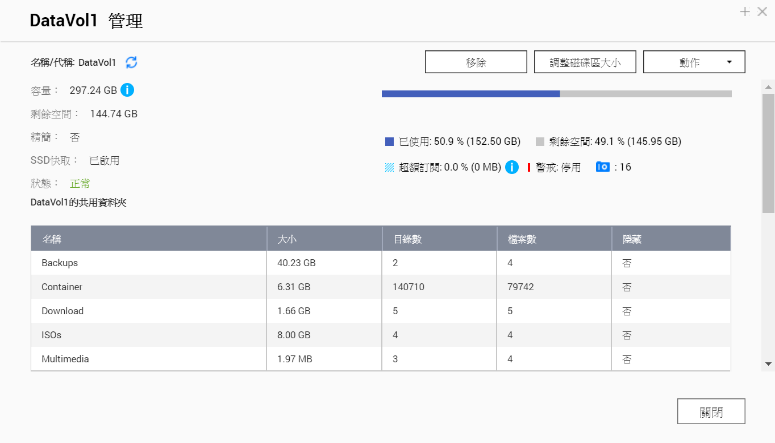 DataVol1 管理
名稱/代稱: DataVol1
移除
調整磁碟區大小
動作
容量： 297.24 GB
剩餘空間： 144.74 GB
精簡： 否
SSD快取： 已啟用
狀態： 正常
已使用: 50.9 % (152.50 GB)
剩餘空間: 49.1 % (145.95 GB)
超額訂閱: 0.0 % (0 MB)
警戒: 停用
: 16
DataVol1的共用資料夾
名稱 大小 目錄數 檔案數 隱藏
Backups 40.23 GB 2 4 否
Container 6.31 GB 140710 79742 否
Download 1.66 GB 5 5 否
ISOs 8.00 GB 4 4 否
Multimedia 1.97 MB 3 4 否
關閉